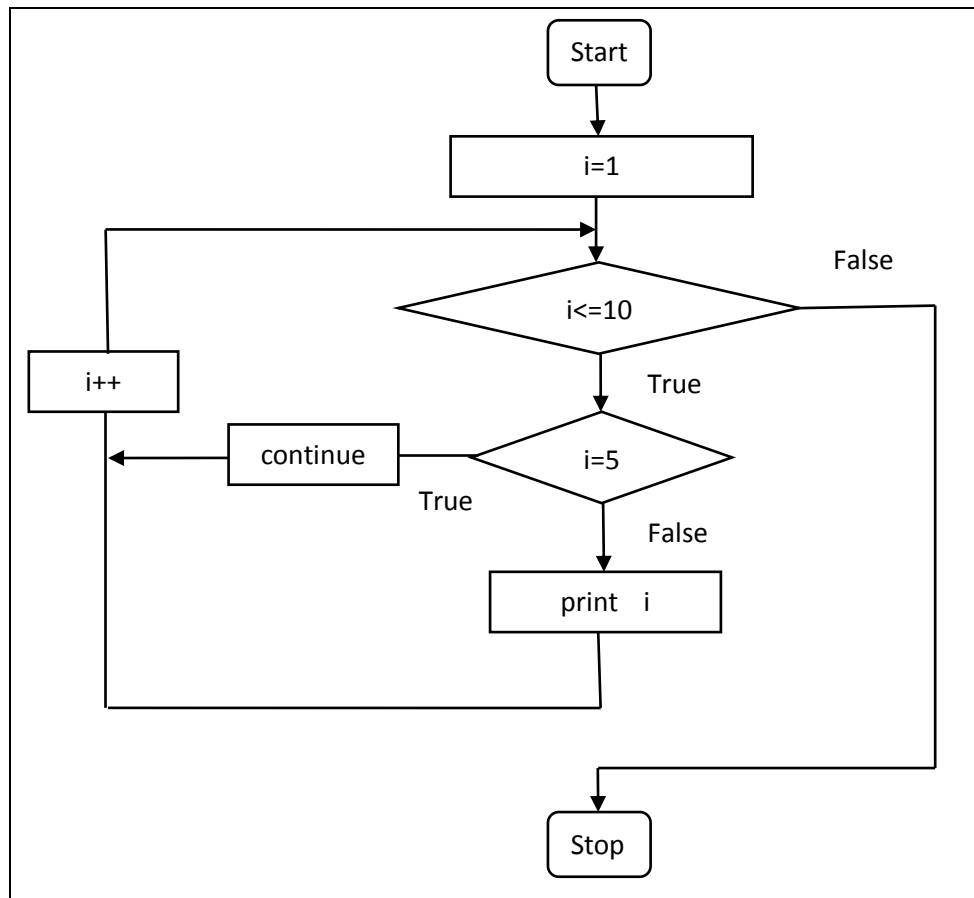 Start
i=1
False
i<=10
i++
True
continue
i=5
True
False
print i
Stop